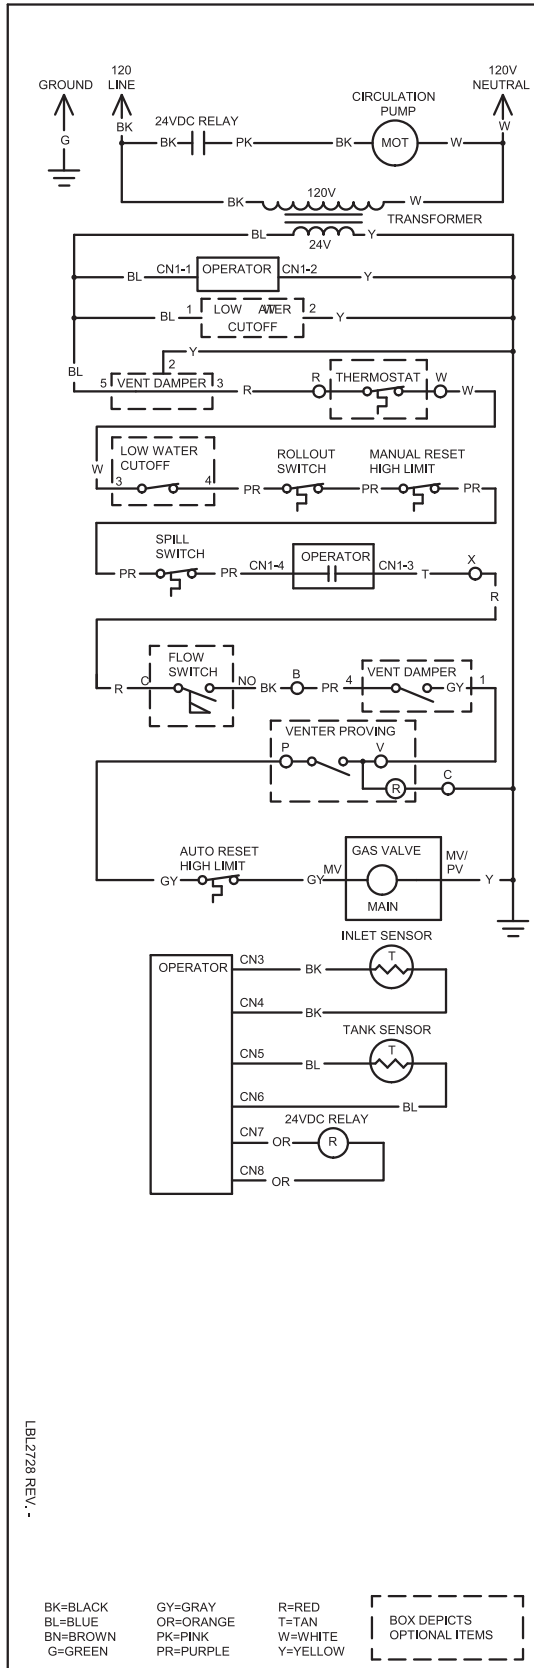 GROUND
120
LINE
120V
NEUTRAL
G
BK
W
CIRCULATION
PUMP
24VDC RELAY
BK
PK
BK
MOT
W
120V
BK
W
TRANSFORMER
BL
24V
Y
BL
CN1-1
OPERATOR
CN1-2
Y
BL
1
LOW WATER
CUTOFF
2
Y
2
Y
BL
5
VENT DAMPER
3
R
R
THERMOSTAT
W
W
W
LOW WATER
CUTOFF
3
4
PR
ROLLOUT
SWITCH
PR
MANUAL RESET
HIGH LIMIT
PR
SPILL
SWITCH
PR
PR
CN1-4
OPERATOR
CN1-3
T
X
R
FLOW
SWITCH
R
C
NO
BK
B
PR
4
VENT DAMPER
GY
1
VENTER PROVING
P
V
R
C
AUTO RESET
HIGH LIMIT
GY
GY
MV
GAS VALVE
MAIN
MV/
PV
Y
INLET SENSOR
OPERATOR
CN3
BK
T
CN4
BK
TANK SENSOR
CN5
BL
T
CN6
BL
24VDC RELAY
CN7
OR
R
CN8
OR
LBL2728 REV. -
BK=BLACK
BL=BLUE
BN=BROWN
G=GREEN
GY=GRAY
OR=ORANGE
PK=PINK
PR=PURPLE
R=RED
T=TAN
W=WHITE
Y=YELLOW
BOX DEPICTS
OPTIONAL ITEMS